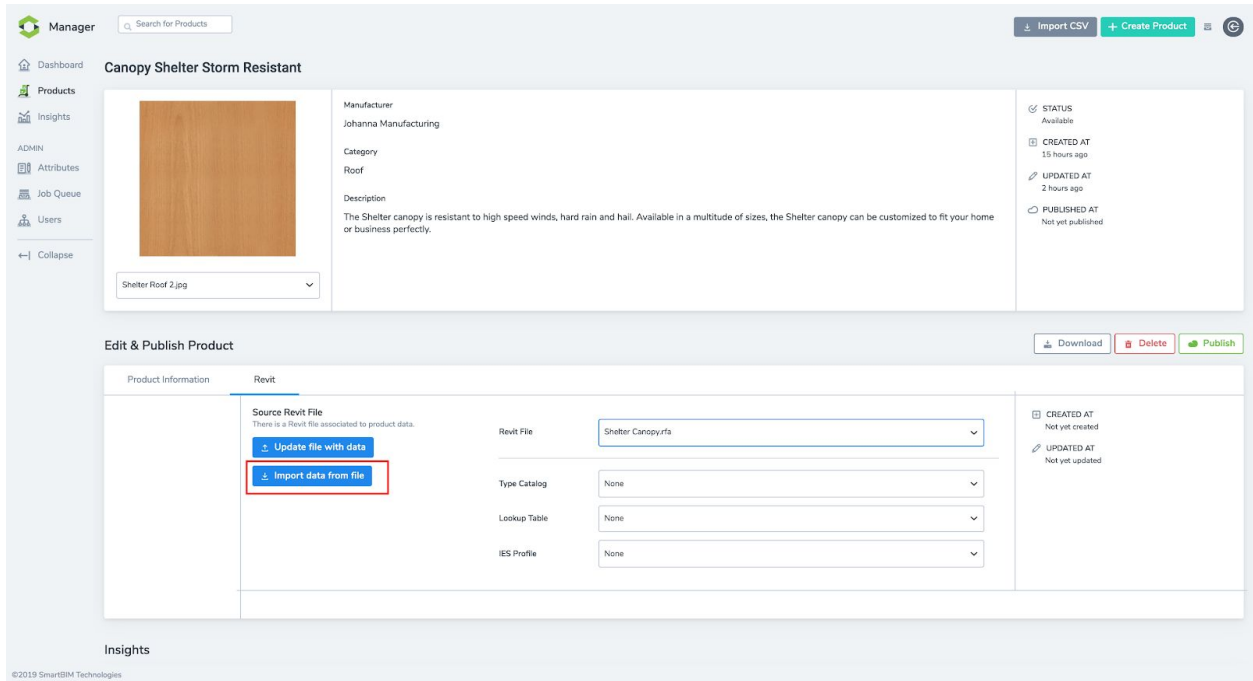 Manager
Search for Products
Import CSV
+ Create Product
Dashboard
Products
Insights
ADMIN
Attributes
Job Queue
Users
Collapse
Canopy Shelter Storm Resistant
Shelter Roof 2.jpg
Manufacturer
Johanna Manufacturing
Category
Roof
Description
The Shelter canopy is resistant to high speed winds, hard rain and hail. Available in a multitude of sizes, the Shelter canopy can be customized to fit your home
or business perfectly.
STATUS
Available
CREATED AT
15 hours ago
UPDATED AT
2 hours ago
PUBLISHED AT
Not yet published
Edit & Publish Product
Download
Delete
Publish
Product Information
Revit
Source Revit File
There is a Revit file associated to product data.
Update file with data
Import data from file
Revit File
Shelter Canopy.rfa
Type Catalog
None
Lookup Table
None
IES Profile
None
CREATED AT
Not yet created
UPDATED AT
Not yet updated
Insights
©2019 SmartBIM Technologies